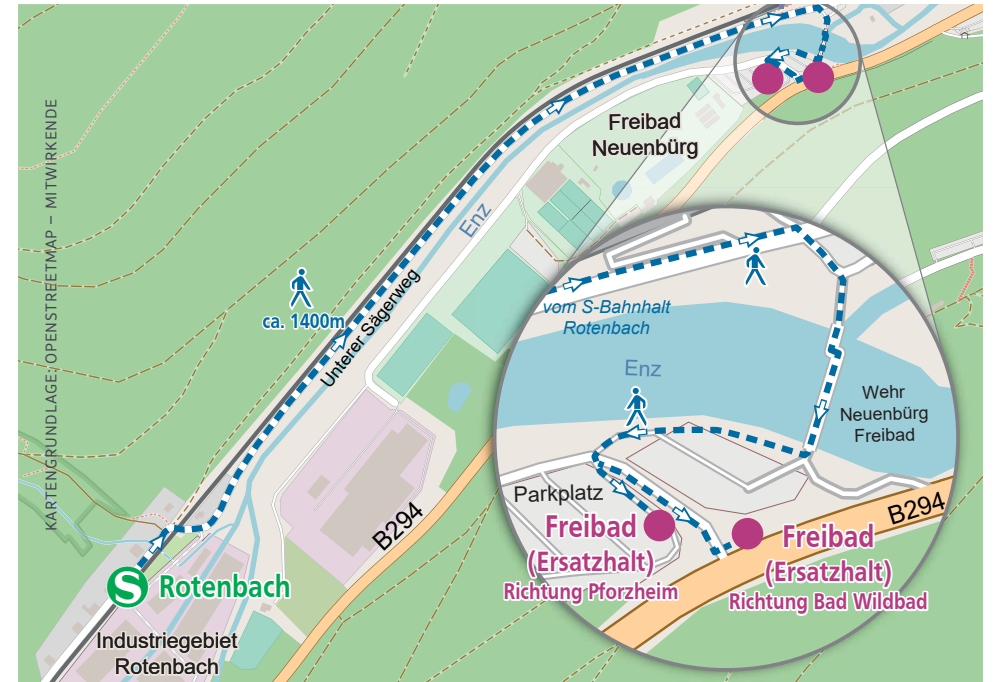 KARTENGRUNDLAGE: OPENSTREETMAP – MITWIRKENDE
Freibad
Neuenbürg
Enz
ca. 1400m
Unterer Sägerweg
vom S-Bahnhalt
Rotenbach
Enz
Wehr
Neuenbürg
Freibad
Parkplatz
B294
Freibad
(Ersatzhalt)
Richtung Pforzheim
Freibad
(Ersatzhalt)
Richtung Bad Wildbad
B294
S Rotenbach
Industriegebiet
Rotenbach